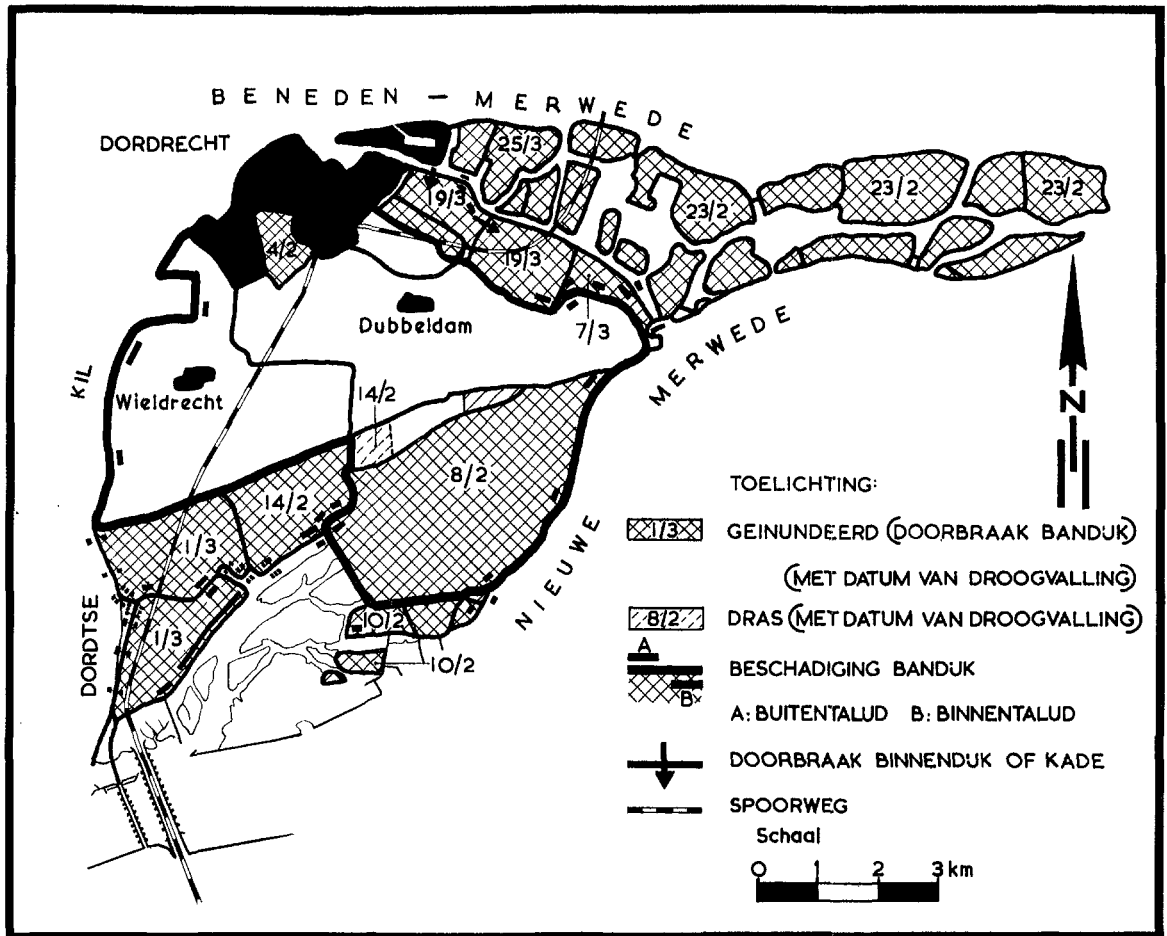 BENEDEN – MERWEDE
DORDRECHT
25/3
19/3
23/2
23/2
23/2
4/2
19/3
Dubbeldam
7/3
MERWEDE
KIL
Wieldrecht
14/2
8/2
14/2
1/3
NIEUWE
DORDTSE
1/3
10/2
10/2
N
TOELICHTING:
1/3 GEINUNDEERD (DOORBRAAK BANDIJK)
(MET DATUM VAN DROOGVALLING)
8/2 DRAS (MET DATUM VAN DROOGVALLING)
A
BESCHADIGING BANDIJK
B
A: BUITENTALUD B: BINNENTALUD
DOORBRAAK BINNENDIJK OF KADE
SPOORWEG
Schaal
0 1 2 3 km